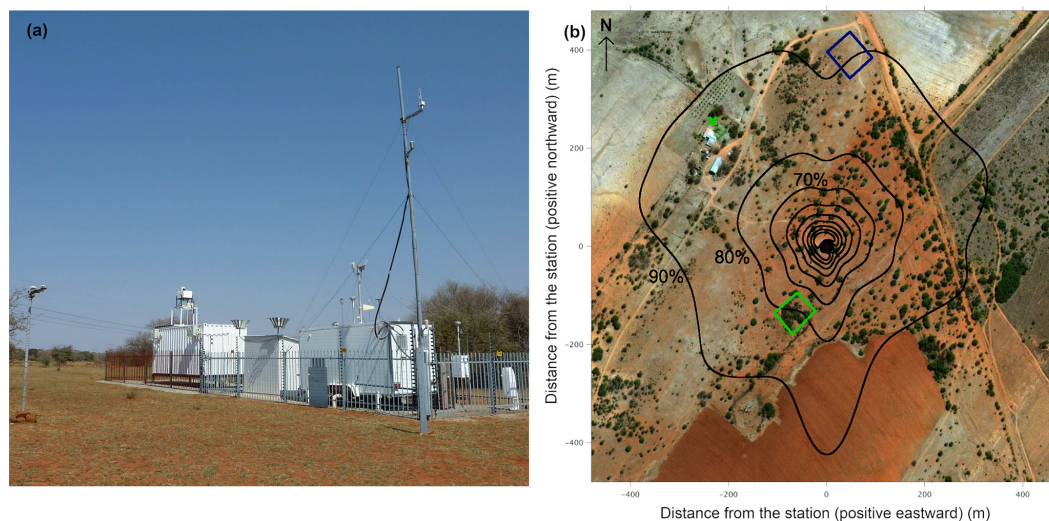 (a)
(b)
N
Distance from the station (positive northward) (m)
400
200
0
−200
−400
70%
80%
90%
−400
−200
0
200
400
Distance from the station (positive eastward) (m)